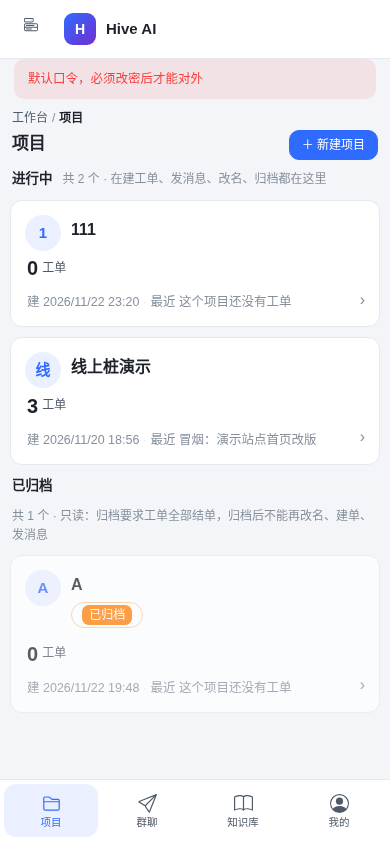 H Hive AI
默认口令，必须改密后才能对外
工作台 / 项目
项目
＋ 新建项目
进行中 共 2 个 · 在建工单、发消息、改名、归档都在这里
1 111
0 工单
建 2026/11/22 23:20 · 最近 这个项目还没有工单 ›
线 线上桩演示
3 工单
建 2026/11/20 18:56 · 最近 冒烟：演示站点首页改版 ›
已归档
共 1 个 · 只读：归档要求工单全部结单，归档后不能再改名、建单、
发消息
A A
已归档
0 工单
建 2026/11/22 19:48 · 最近 这个项目还没有工单 ›
项目 群聊 知识库 我的